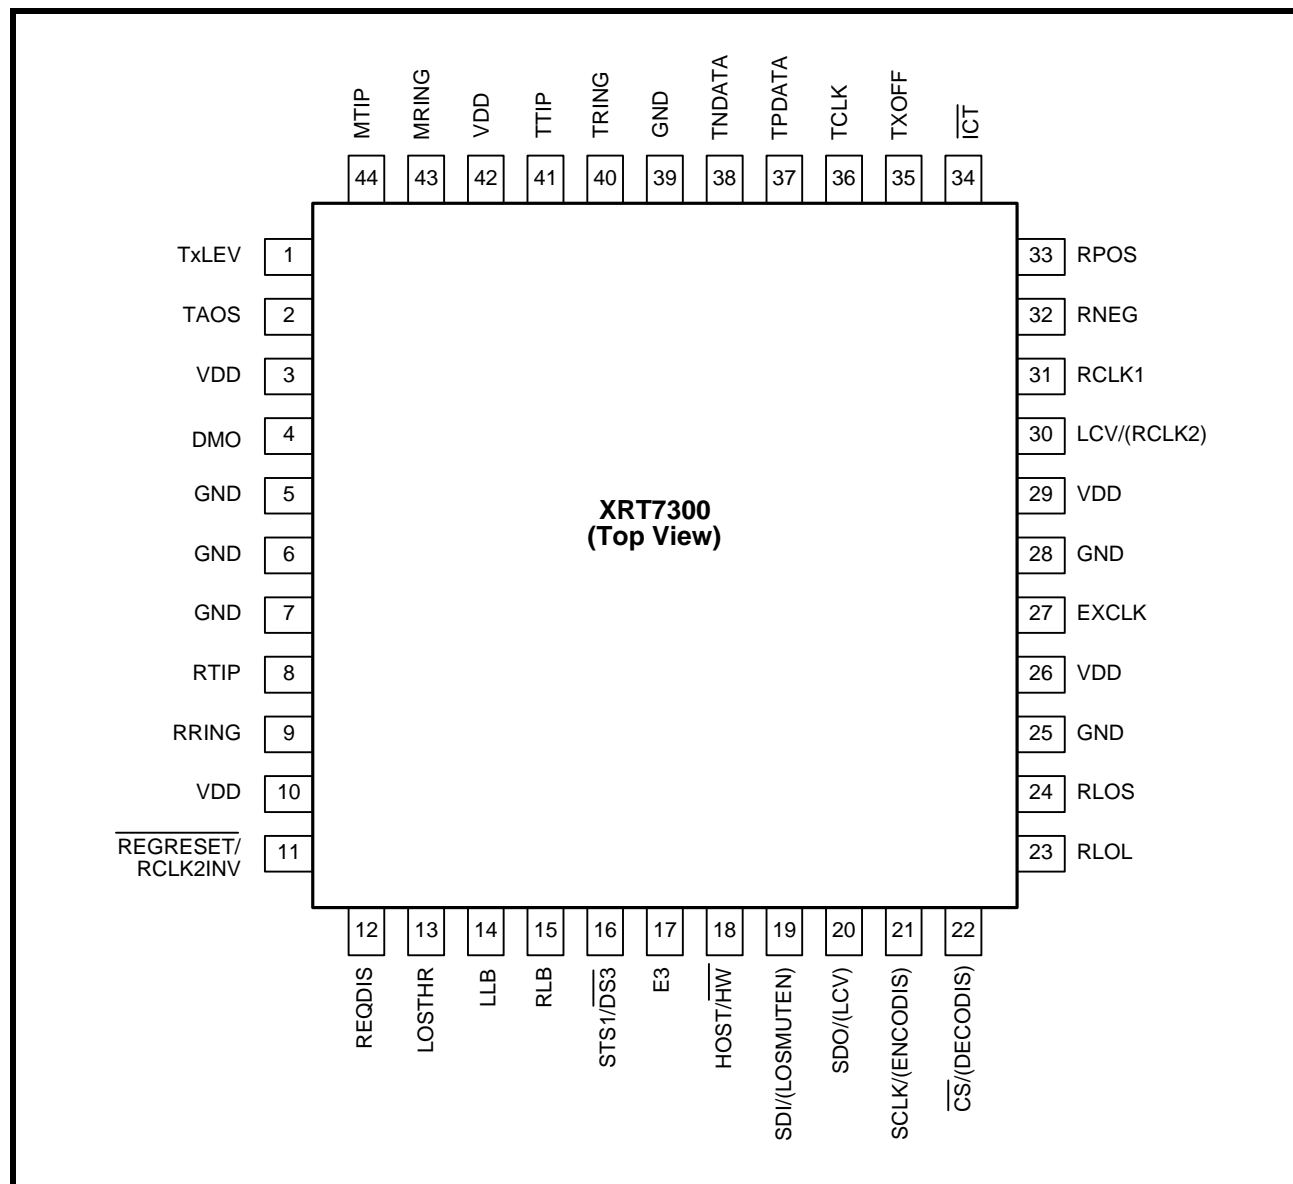 MTIP
MRING
VDD
TTIP
TRING
GND
TNDATA
TPDATA
TCLK
TXOFF
ICT
44
43
42
41
40
39
38
37
36
35
34
TxLEV 1
TAOS 2
VDD 3
DMO 4
GND 5
GND 6
GND 7
RTIP 8
RRING 9
VDD 10
REGRESET/
RCLK2INV
11
XRT7300
(Top View)
33 RPOS
32 RNEG
31 RCLK1
30 LCV/(RCLK2)
29 VDD
28 GND
27 EXCLK
26 VDD
25 GND
24 RLOS
23 RLOL
12
13
14
15
16
17
18
19
20
21
22
REQDIS
LOSTHR
LLB
RLB
STS1/DS3
E3
HOST/HW
SDI/(LOSMUTEN)
SDO/(LCV)
SCLK/(ENCODIS)
CS/(DECODIS)